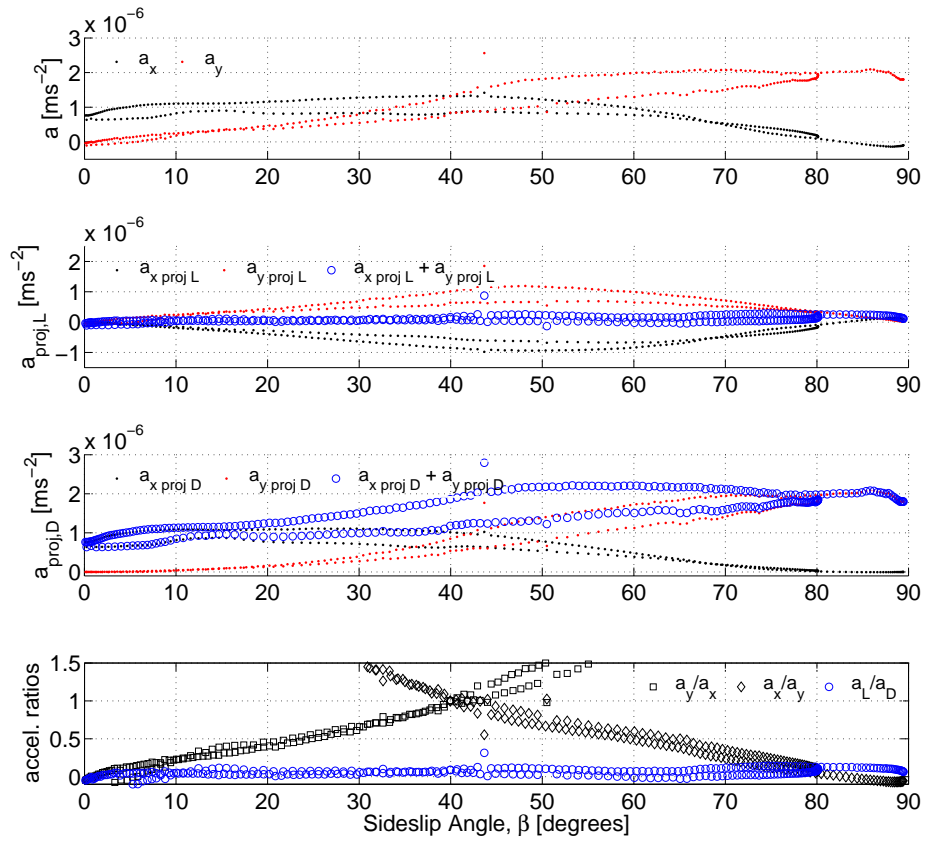 x 10⁻⁶
3
2
1
0
a [ms⁻²]
a_x a_y
0 10 20 30 40 50 60 70 80 90
x 10⁻⁶
2
1
0
−1
a_proj,L [ms⁻²]
a_x proj L a_y proj L a_x proj L + a_y proj L
0 10 20 30 40 50 60 70 80 90
x 10⁻⁶
3
2
1
0
a_proj,D [ms⁻²]
a_x proj D a_y proj D a_x proj D + a_y proj D
0 10 20 30 40 50 60 70 80 90
1.5
1
0.5
0
accel. ratios
a_y/a_x a_x/a_y a_L/a_D
0 10 20 30 40 50 60 70 80 90
Sideslip Angle, β [degrees]